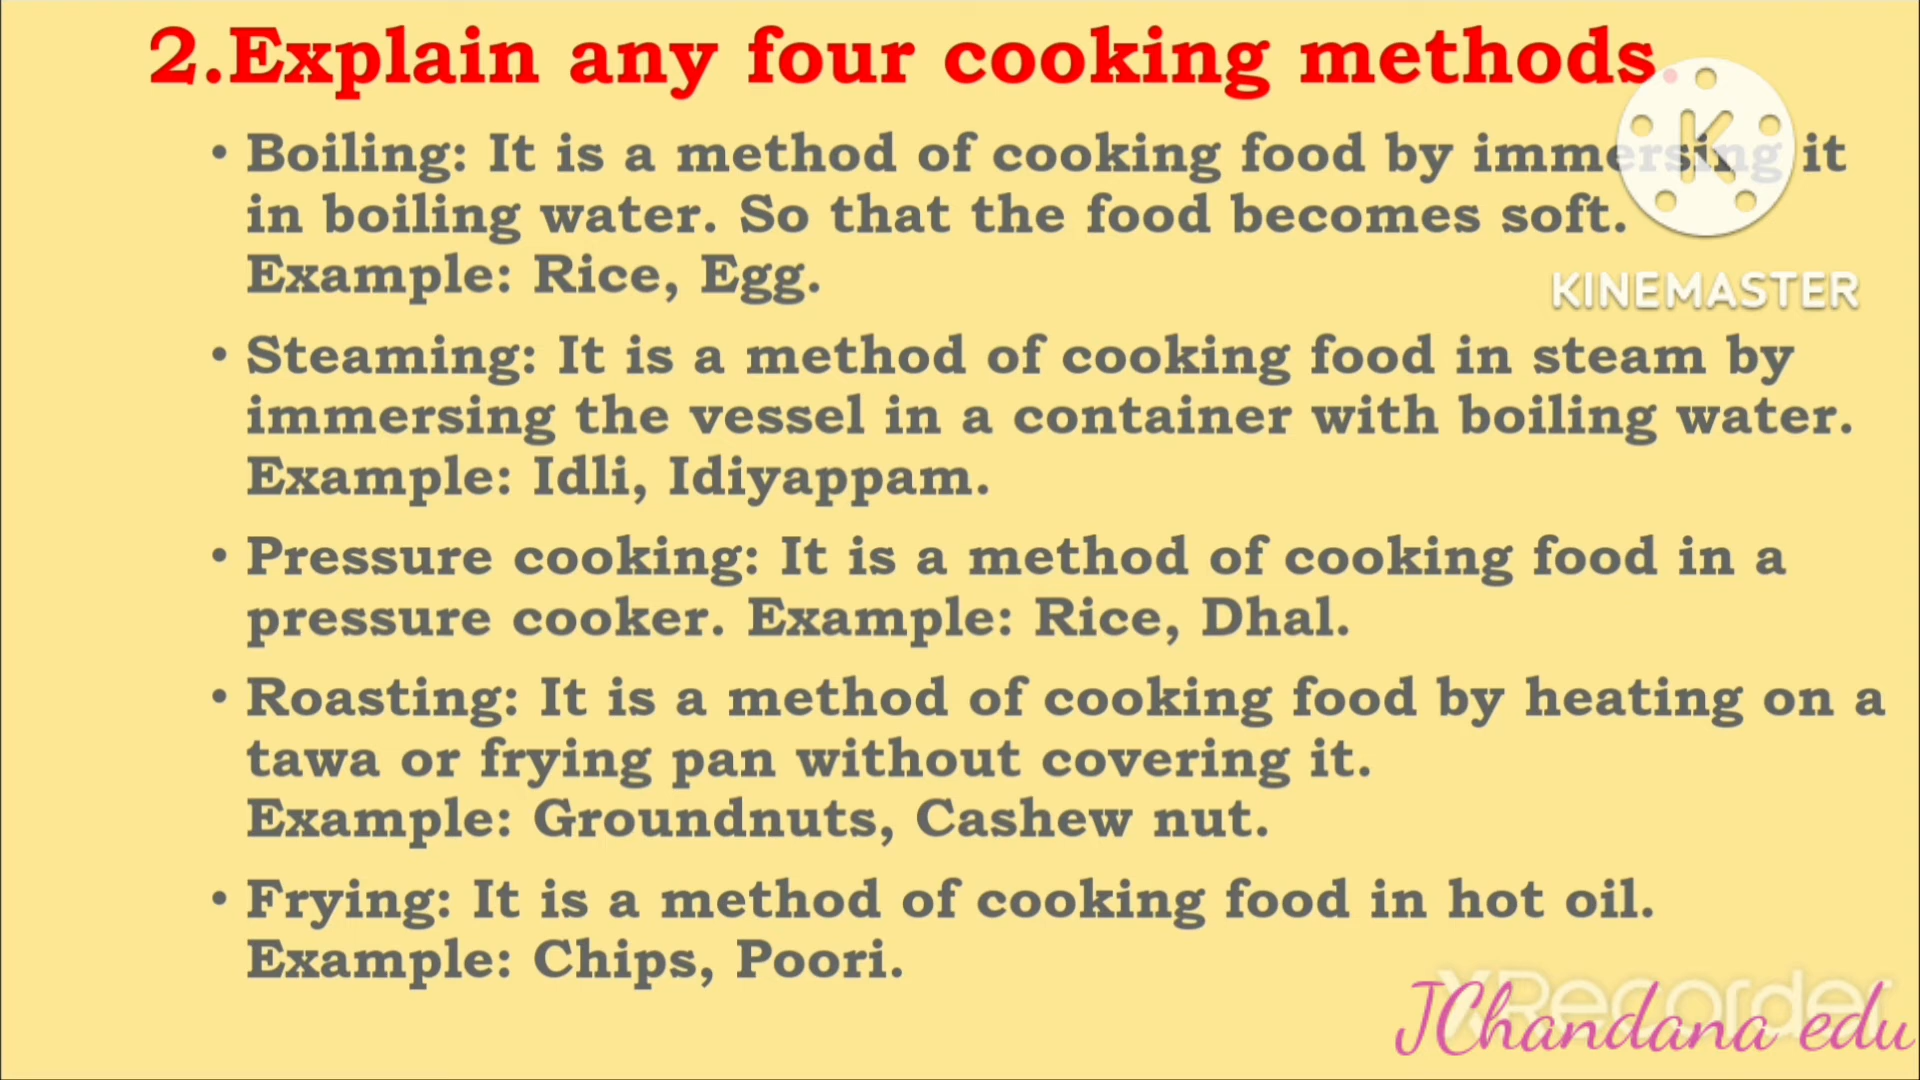 2.Explain any four cooking methods.
• Boiling: It is a method of cooking food by immersing it
in boiling water. So that the food becomes soft.
Example: Rice, Egg.
KINEMASTER
• Steaming: It is a method of cooking food in steam by
immersing the vessel in a container with boiling water.
Example: Idli, Idiyappam.
• Pressure cooking: It is a method of cooking food in a
pressure cooker. Example: Rice, Dhal.
• Roasting: It is a method of cooking food by heating on a
tawa or frying pan without covering it.
Example: Groundnuts, Cashew nut.
• Frying: It is a method of cooking food in hot oil.
Example: Chips, Poori.
XRecorder
JChandana edu